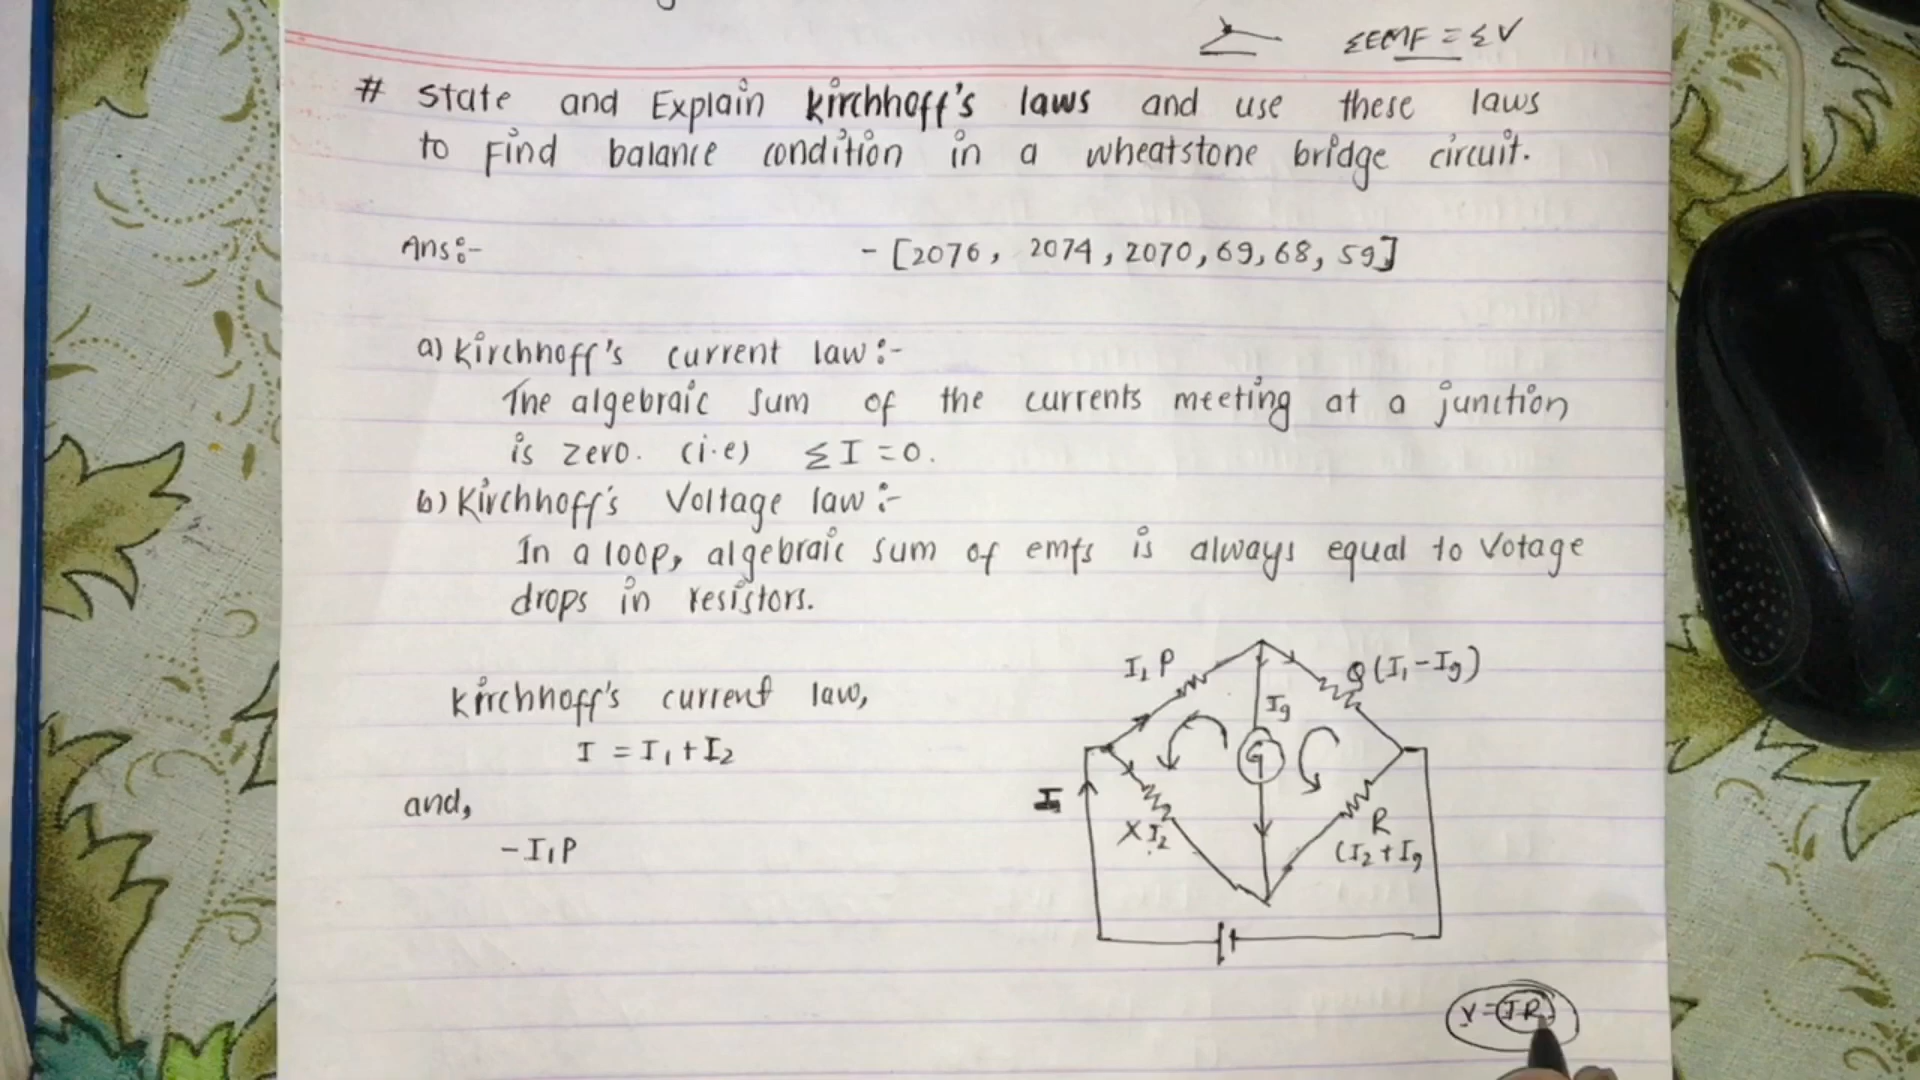 ΣEMF = ΣV
# State and Explain Kirchhoff's laws and use these laws
to Find balance condition in a wheatstone bridge circuit.
Ans:-
- [2076, 2074, 2070, 69, 68, 59]
a) Kirchhoff's current law:-
The algebraic sum of the currents meeting at a junction
is zero. (i.e) ΣI = 0.
b) Kirchhoff's Voltage law:-
In a loop, algebraic sum of emfs is always equal to Votage
drops in resistors.
Kirchhoff's current law,
I = I₁ + I₂
and,
- I₁P
I₁ P
Q (I₁ - Ig)
Ig
G
I
X I₂
R
(I₂ + Ig
V = IR